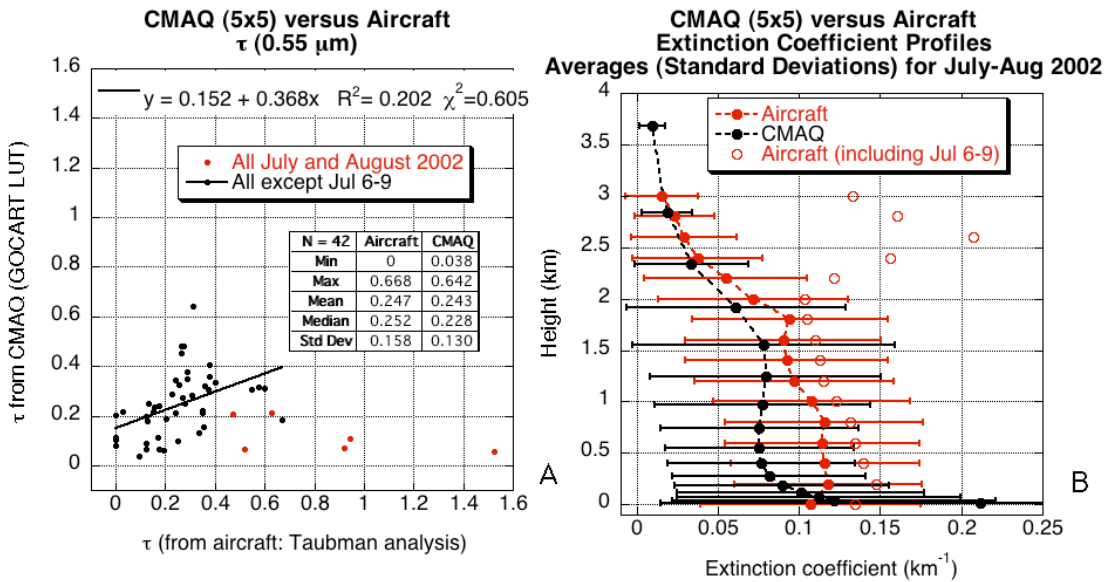 CMAQ (5x5) versus Aircraft
τ (0.55 μm)
1.6
1.4
1.2
1
0.8
0.6
0.4
0.2
0
y = 0.152 + 0.368x R²= 0.202 χ²=0.605
All July and August 2002
All except Jul 6-9
N = 42 Aircraft CMAQ
Min 0 0.038
Max 0.668 0.642
Mean 0.247 0.243
Median 0.252 0.228
Std Dev 0.158 0.130
τ from CMAQ (GOCART LUT)
0 0.2 0.4 0.6 0.8 1 1.2 1.4 1.6
τ (from aircraft: Taubman analysis)
A
CMAQ (5x5) versus Aircraft
Extinction Coefficient Profiles
Averages (Standard Deviations) for July-Aug 2002
4
3.5
3
2.5
2
1.5
1
0.5
0
Aircraft
CMAQ
Aircraft (including Jul 6-9)
Height (km)
B
0 0.05 0.1 0.15 0.2 0.25
Extinction coefficient (km⁻¹)